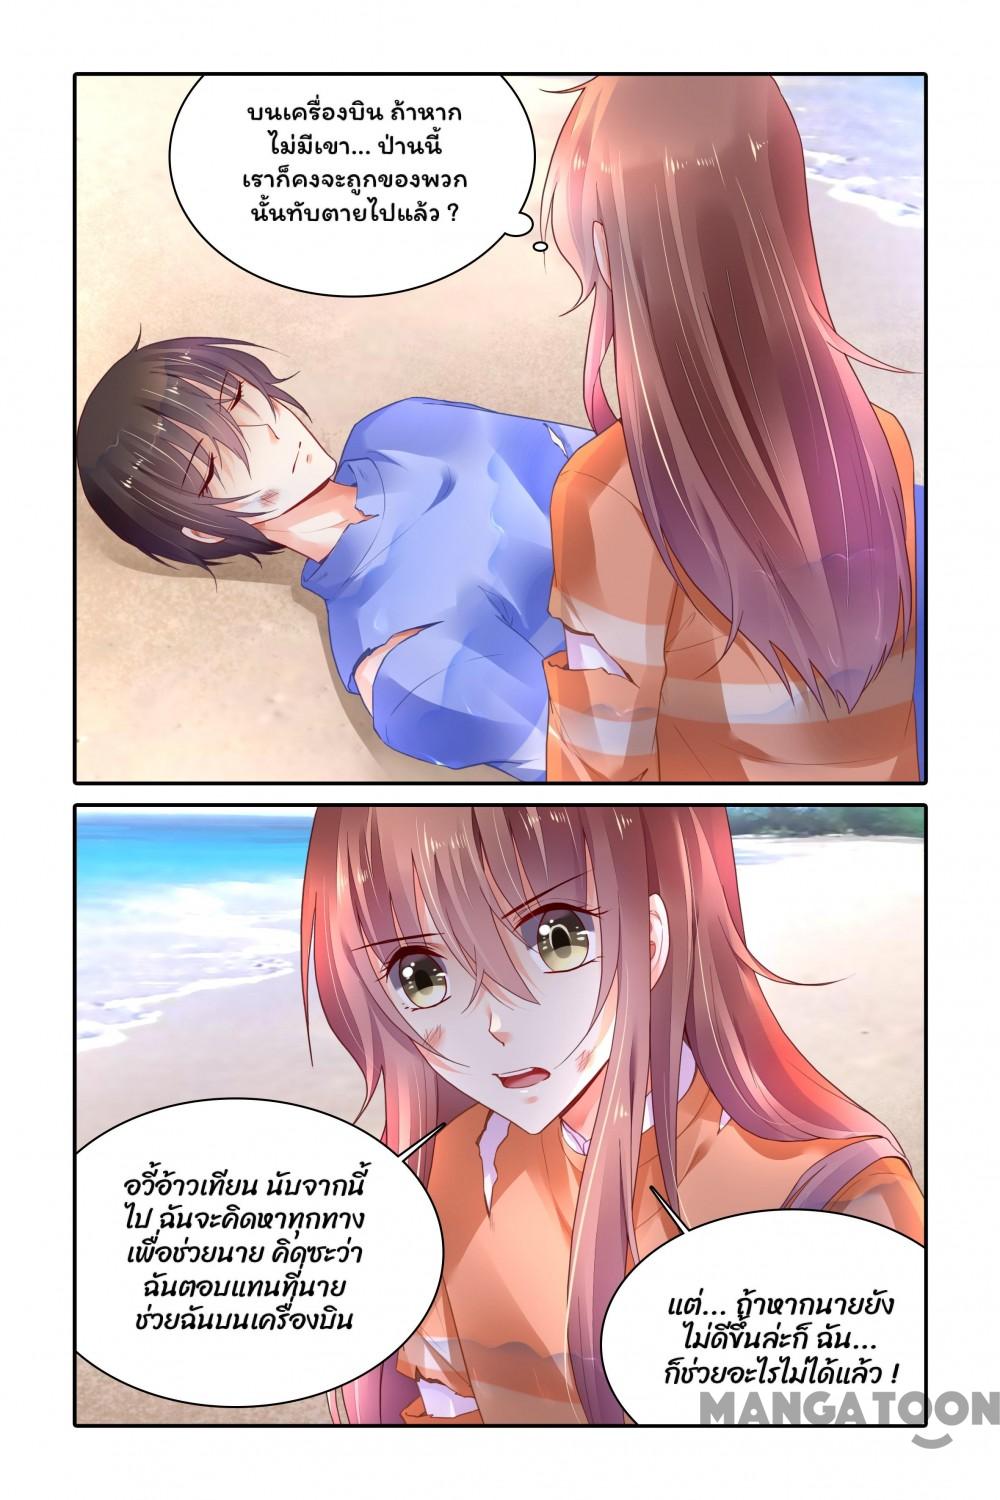 บนเครื่องบิน ถ้าหาก
ไม่มีเขา... ป่านนี้
เราก็คงจะถูกของพวก
นั้นทับตายไปแล้ว ?
อวี้อ้าวเทียน นับจากนี้
ไป ฉันจะคิดหาทุกทาง
เพื่อช่วยนาย คิดซะว่า
ฉันตอบแทนที่นาย
ช่วยฉันบนเครื่องบิน
แต่... ถ้าหากนายยัง
ไม่ดีขึ้นล่ะก็ ฉัน...
ก็ช่วยอะไรไม่ได้แล้ว !
MANGATOON